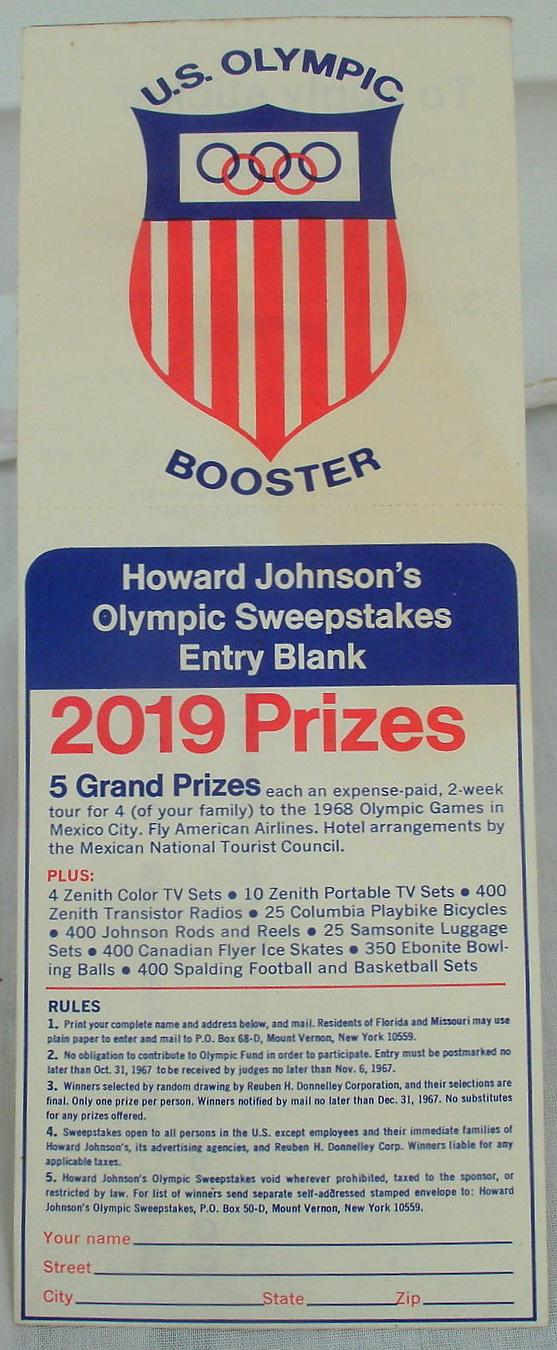 U.S. OLYMPIC
BOOSTER
Howard Johnson's
Olympic Sweepstakes
Entry Blank
2019 Prizes
5 Grand Prizes each an expense-paid, 2-week
tour for 4 (of your family) to the 1968 Olympic Games in
Mexico City. Fly American Airlines. Hotel arrangements by
the Mexican National Tourist Council.
PLUS:
4 Zenith Color TV Sets ● 10 Zenith Portable TV Sets ● 400
Zenith Transistor Radios ● 25 Columbia Playbike Bicycles
● 400 Johnson Rods and Reels ● 25 Samsonite Luggage
Sets ● 400 Canadian Flyer Ice Skates ● 350 Ebonite Bowl-
ing Balls ● 400 Spalding Football and Basketball Sets
RULES
1. Print your complete name and address below, and mail. Residents of Florida and Missouri may use
plain paper to enter and mail to P.O. Box 68-D, Mount Vernon, New York 10559.
2. No obligation to contribute to Olympic Fund in order to participate. Entry must be postmarked no
later than Oct. 31, 1967 to be received by judges no later than Nov. 6, 1967.
3. Winners selected by random drawing by Reuben H. Donnelley Corporation, and their selections are
final. Only one prize per person. Winners notified by mail no later than Dec. 31, 1967. No substitutes
for any prizes offered.
4. Sweepstakes open to all persons in the U.S. except employees and their immediate families of
Howard Johnson's, its advertising agencies, and Reuben H. Donnelley Corp. Winners liable for any
applicable taxes.
5. Howard Johnson's Olympic Sweepstakes void wherever prohibited, taxed to the sponsor, or
restricted by law. For list of winners send separate self-addressed stamped envelope to: Howard
Johnson's Olympic Sweepstakes, P.O. Box 50-D, Mount Vernon, New York 10559.
Your name
Street
City State Zip